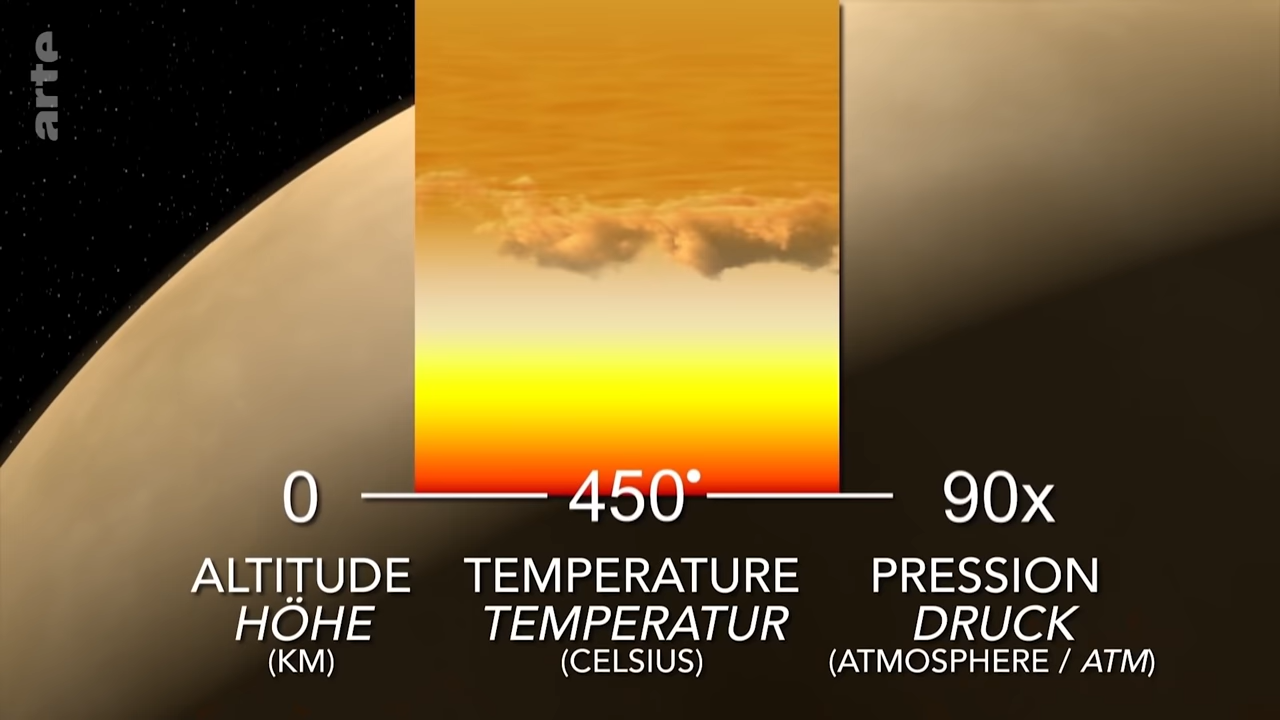 arte
0 450° 90x
ALTITUDE TEMPERATURE PRESSION
HÖHE TEMPERATUR DRUCK
(KM) (CELSIUS) (ATMOSPHERE / ATM)